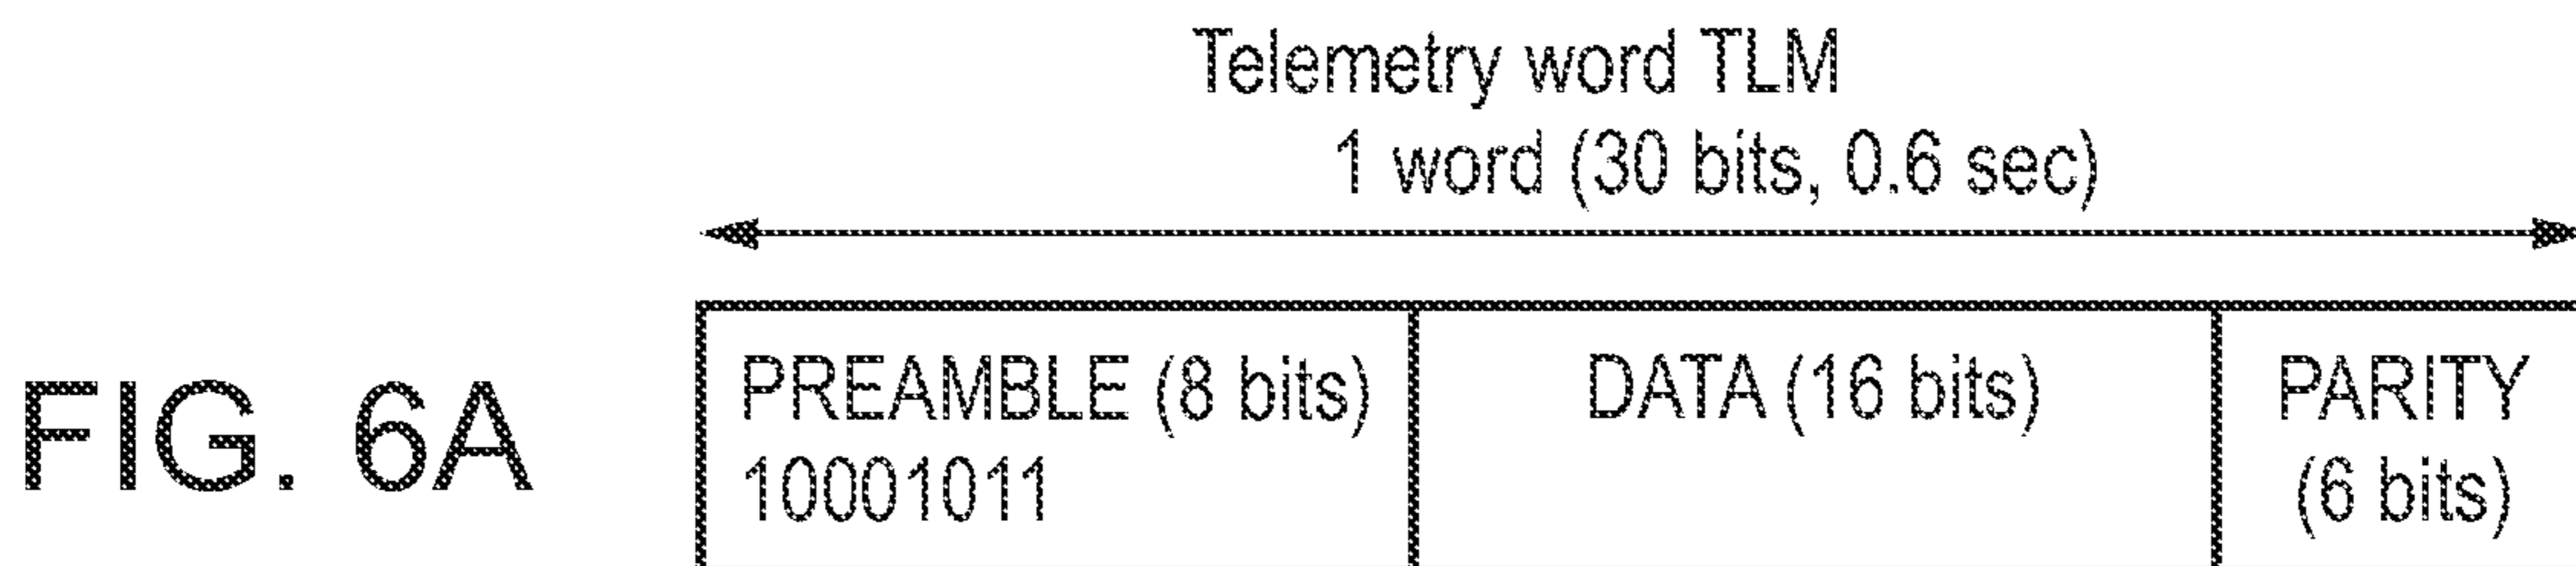 Telemetry word TLM
1 word (30 bits, 0.6 sec)
FIG. 6A
PREAMBLE (8 bits)
10001011
DATA (16 bits)
PARITY
(6 bits)